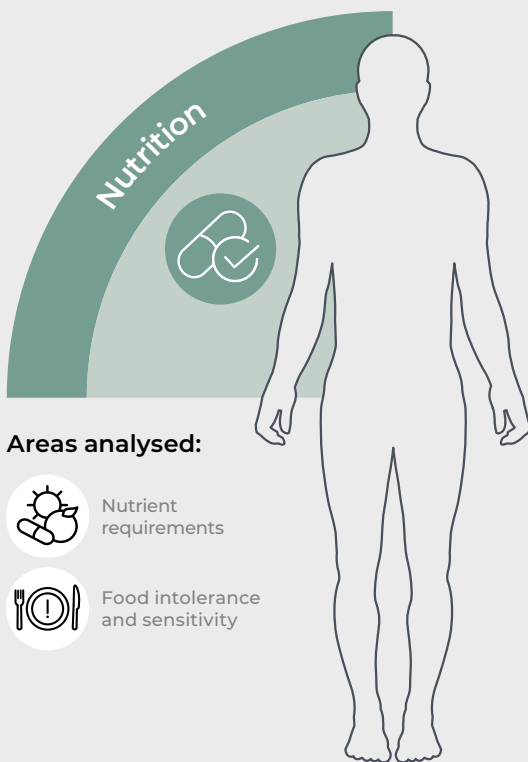 Nutrition
Areas analysed:
Nutrient
requirements
Food intolerance
and sensitivity